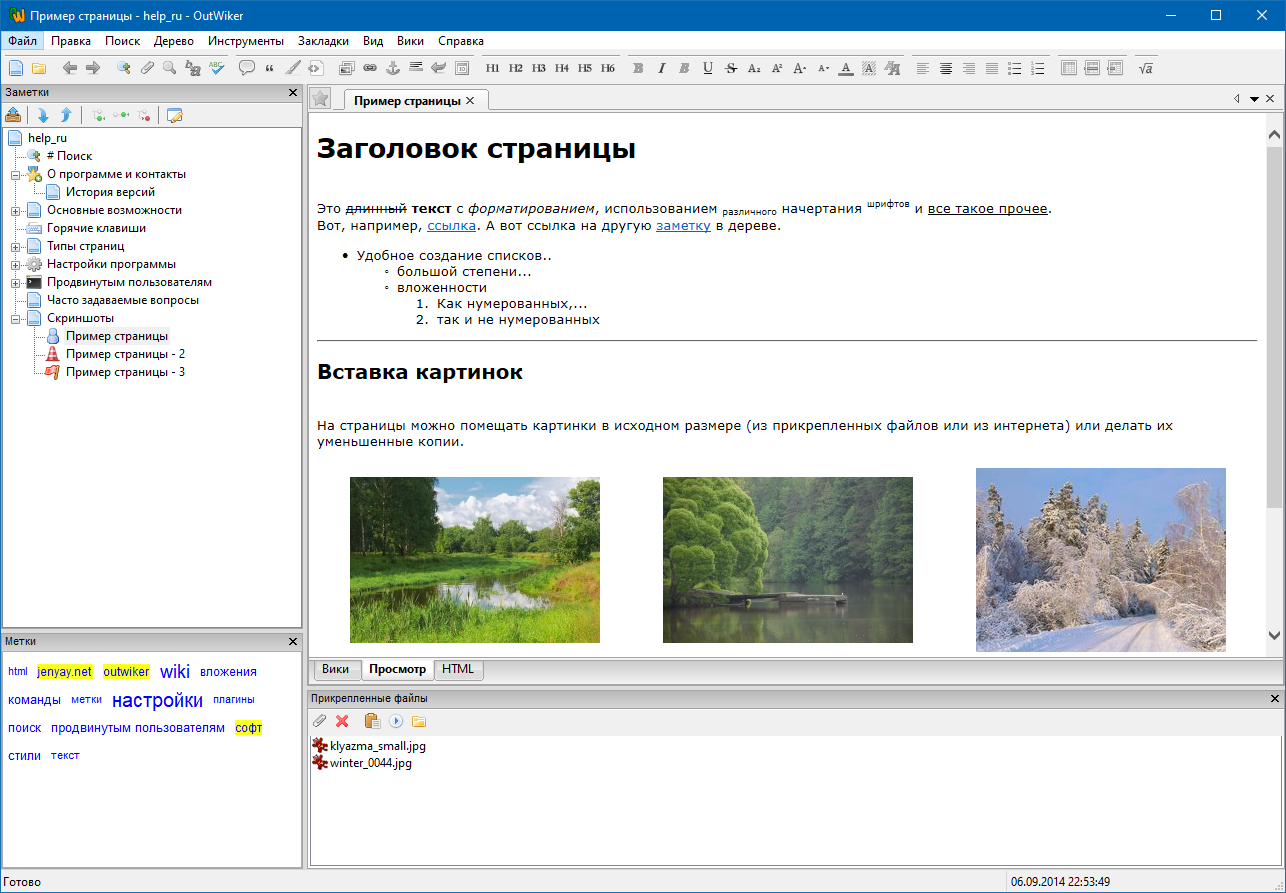 Пример страницы - help_ru - OutWiker
Файл Правка Поиск Дерево Инструменты Закладки Вид Вики Справка
H1 H2 H3 H4 H5 H6
Заметки
help_ru
# Поиск
О программе и контакты
История версий
Основные возможности
Горячие клавиши
Типы страниц
Настройки программы
Продвинутым пользователям
Часто задаваемые вопросы
Скриншоты
Пример страницы
Пример страницы - 2
Пример страницы - 3
Метки
html jenyay.net outwiker wiki вложения
команды метки настройки плагины
поиск продвинутым пользователям софт
стили текст
Пример страницы
Заголовок страницы
Это длинный текст с форматированием, использованием различного начертания шрифтов и все такое прочее.
Вот, например, ссылка. А вот ссылка на другую заметку в дереве.
• Удобное создание списков..
◦ большой степени...
◦ вложенности
1. Как нумерованных,...
2. так и не нумерованных
Вставка картинок
На страницы можно помещать картинки в исходном размере (из прикрепленных файлов или из интернета) или делать их
уменьшенные копии.
Вики Просмотр HTML
Прикрепленные файлы
klyazma_small.jpg
winter_0044.jpg
Готово
06.09.2014 22:53:49